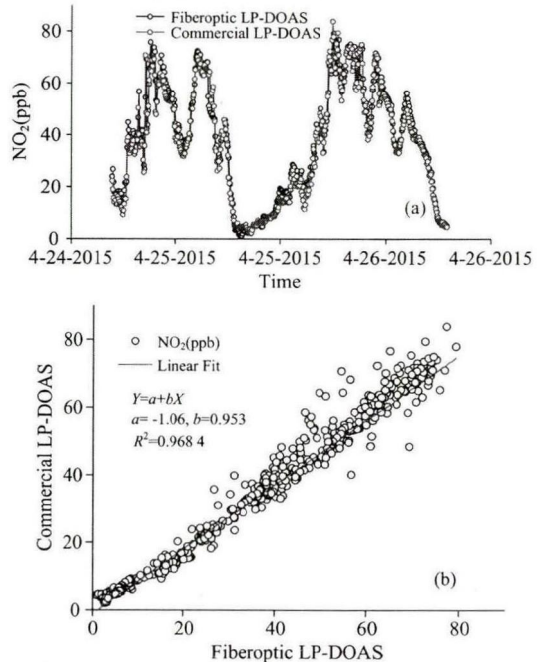 Fiberoptic LP-DOAS
Commercial LP-DOAS
80
60
40
20
0
NO₂(ppb)
(a)
4-24-2015 4-25-2015 4-25-2015 4-26-2015 4-26-2015
Time
NO₂(ppb)
Linear Fit
Y=a+bX
a= -1.06, b=0.953
R²=0.968 4
80
60
40
20
0
Commercial LP-DOAS
(b)
0 20 40 60 80
Fiberoptic LP-DOAS